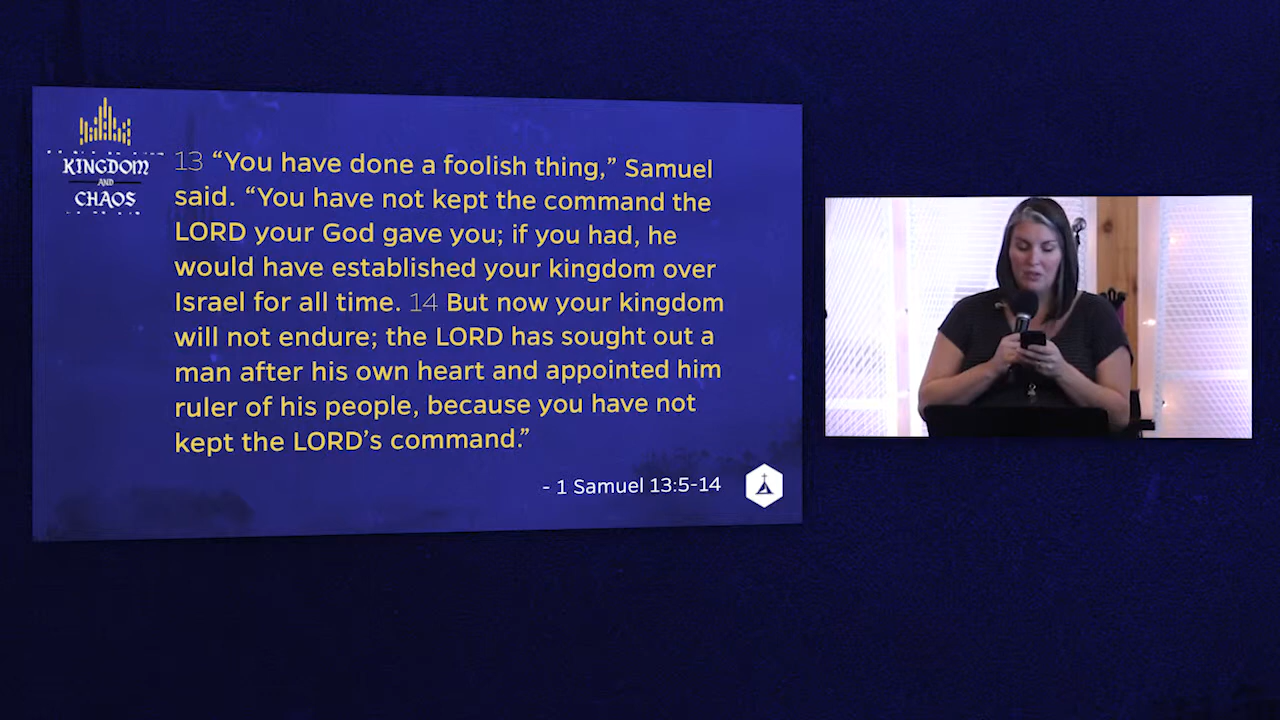 KINGDOM
AND
CHAOS
13 “You have done a foolish thing,” Samuel
said. “You have not kept the command the
LORD your God gave you; if you had, he
would have established your kingdom over
Israel for all time. 14 But now your kingdom
will not endure; the LORD has sought out a
man after his own heart and appointed him
ruler of his people, because you have not
kept the LORD’s command.”
- 1 Samuel 13:5-14